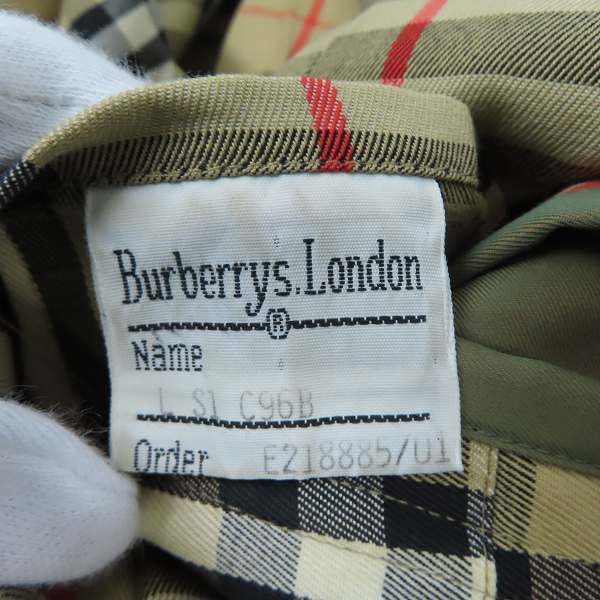 Burberrys.London
®
Name
L S1 C96B
Order E218885/01